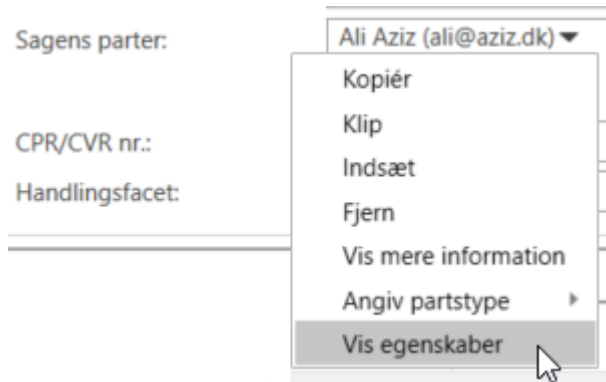 Sagens parter:
Ali Aziz (ali@aziz.dk)
Kopiér
Klip
CPR/CVR nr.:
Indsæt
Handlingsfacet:
Fjern
Vis mere information
Angiv partstype
Vis egenskaber